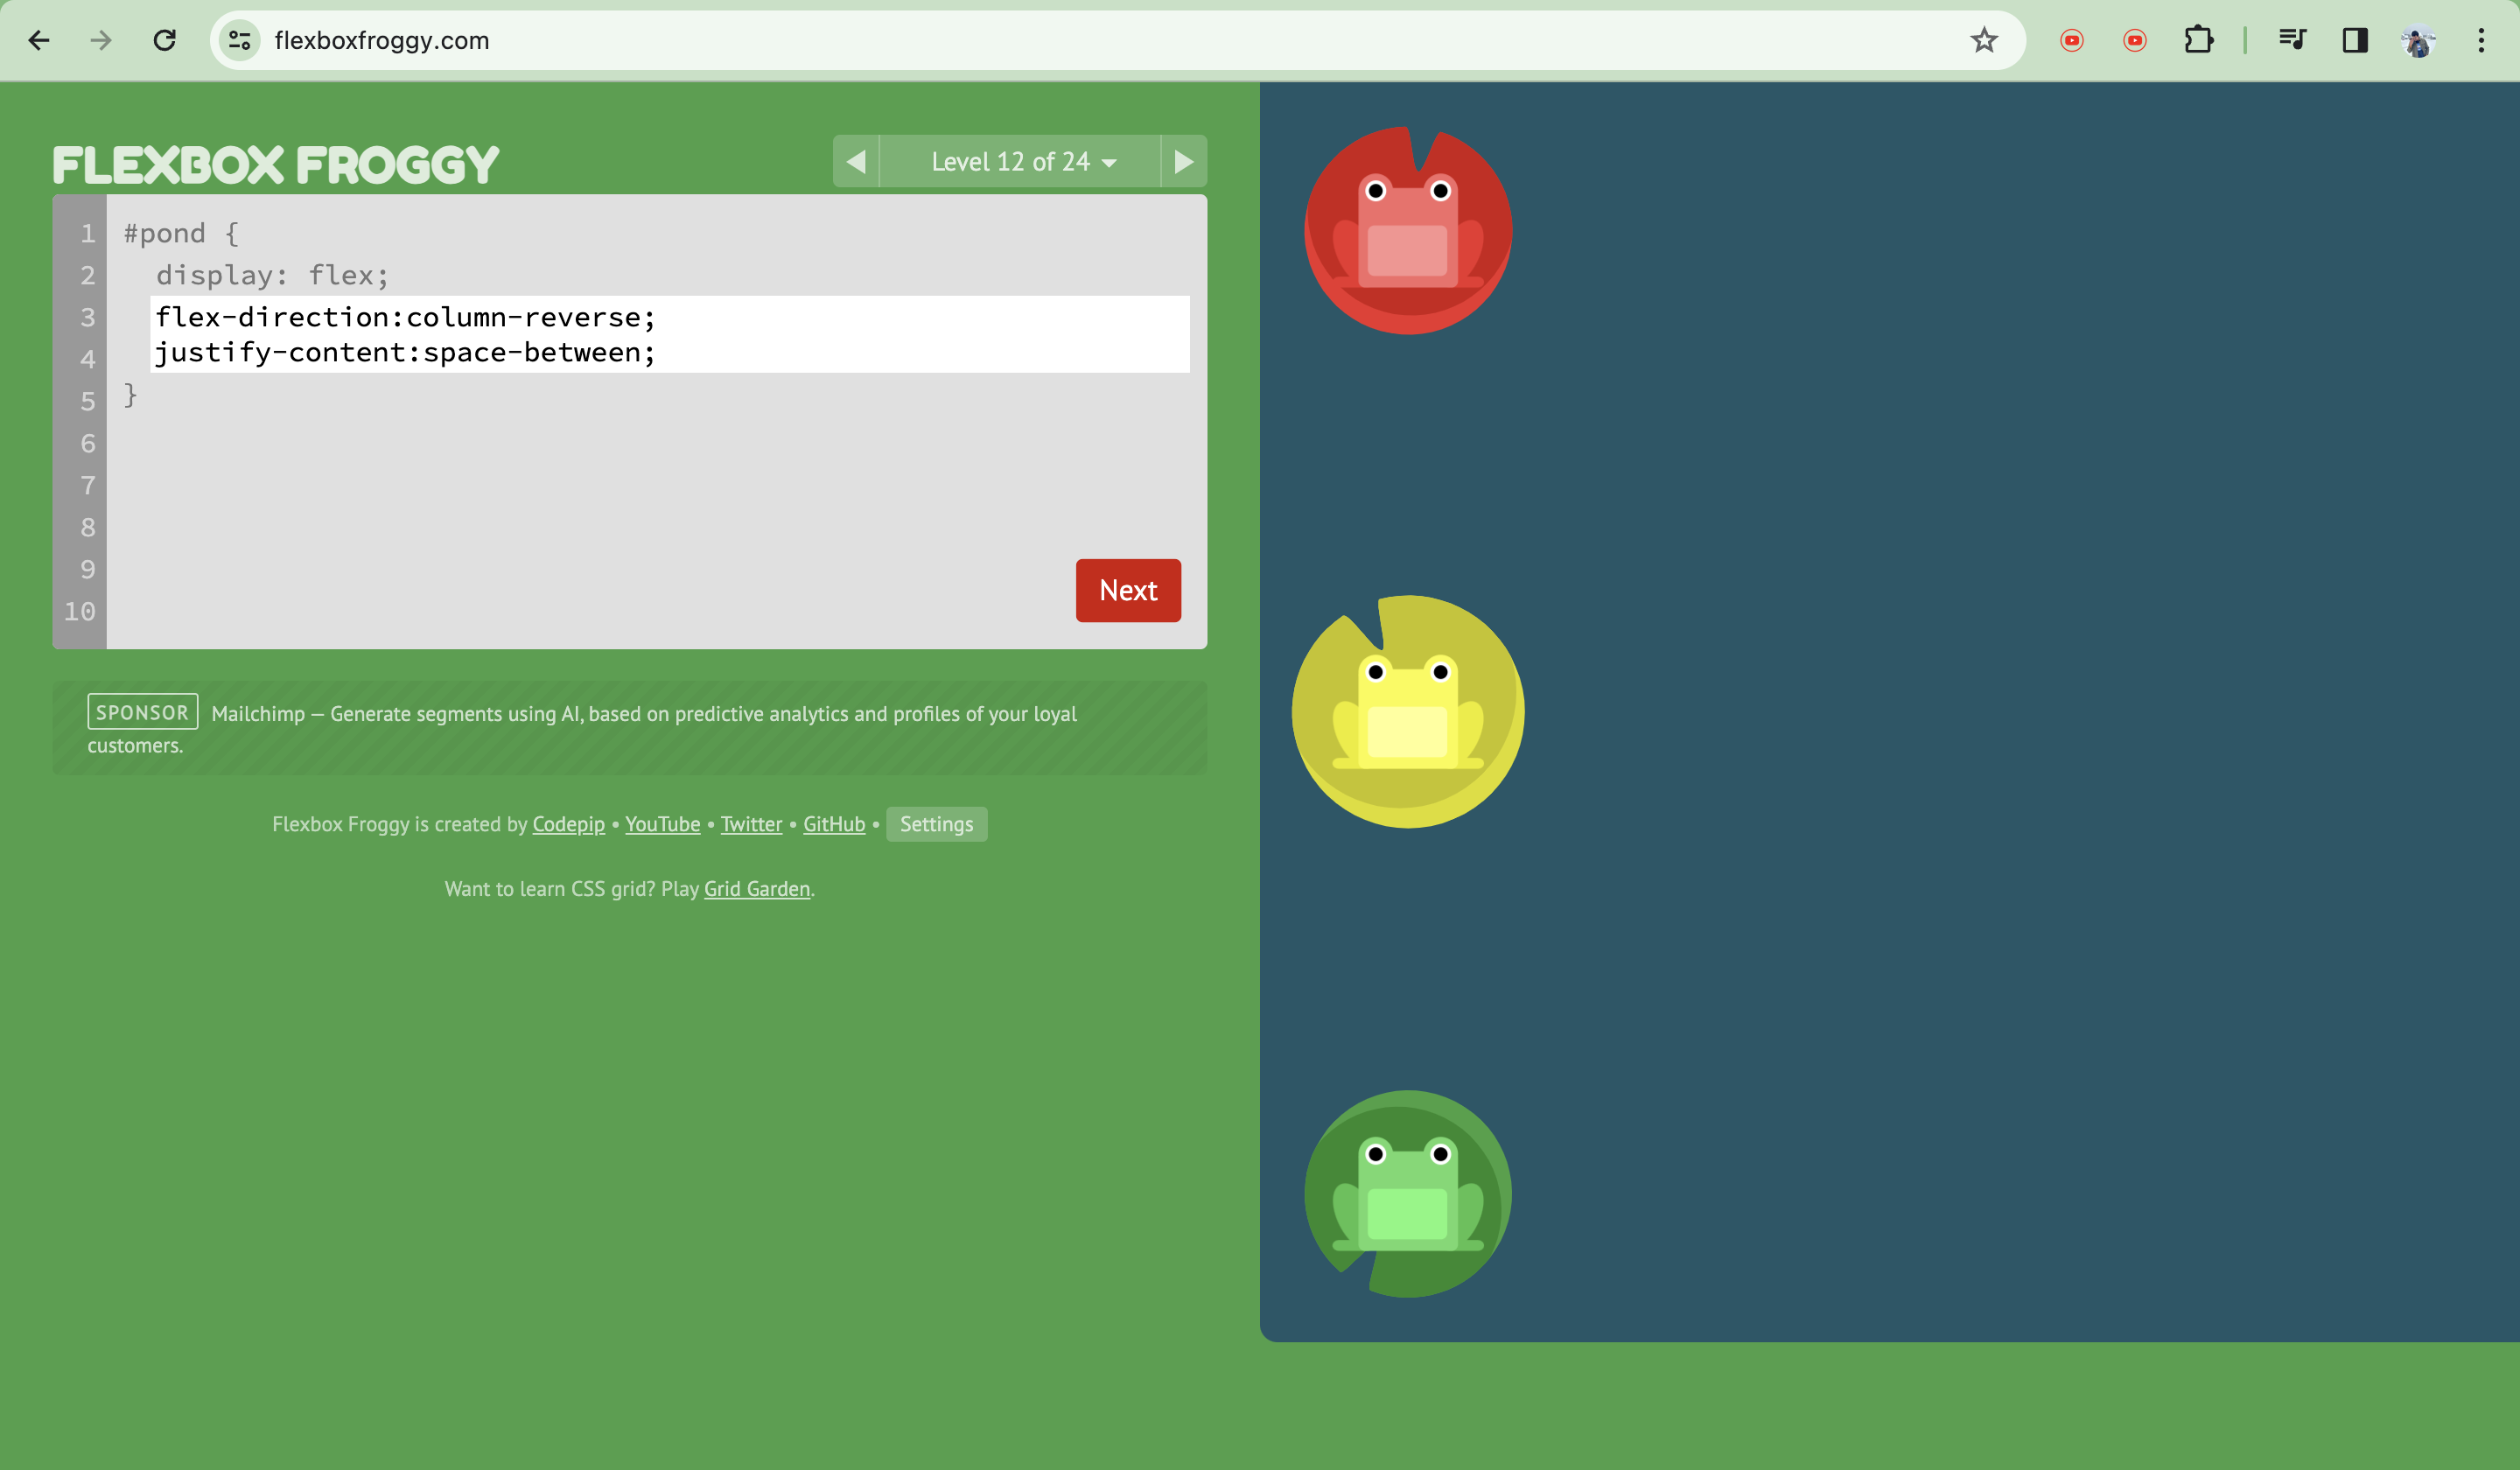 flexboxfroggy.com
FLEXBOX FROGGY
Level 12 of 24
1 #pond {
2 display: flex;
3 flex-direction:column-reverse;
4 justify-content:space-between;
5 }
6
7
8
9
10
Next
SPONSOR Mailchimp — Generate segments using AI, based on predictive analytics and profiles of your loyal
customers.
Flexbox Froggy is created by Codepip • YouTube • Twitter • GitHub • Settings
Want to learn CSS grid? Play Grid Garden.